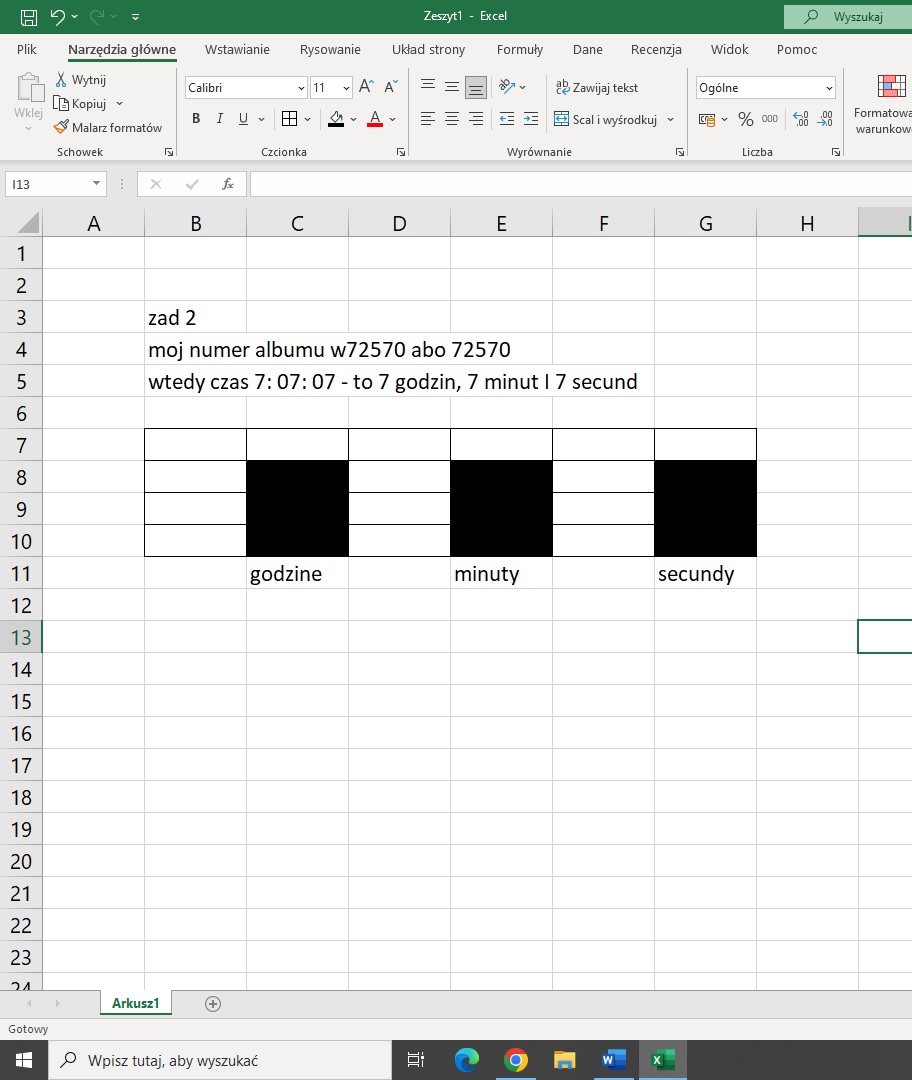 Zeszyt1 - Excel
Wyszukaj
Plik Narzędzia główne Wstawianie Rysowanie Układ strony Formuły Dane Recenzja Widok Pomoc
Wklej
Wytnij
Kopiuj
Malarz formatów
Schowek
Calibri 11 A A
B I U A
Czcionka
Zawijaj tekst
Scal i wyśrodkuj
Wyrównanie
Ogólne
% 000
Liczba
Formatowa
warunkow
I13
fx
A B C D E F G H I
1
2
3 zad 2
4 moj numer albumu w72570 abo 72570
5 wtedy czas 7: 07: 07 - to 7 godzin, 7 minut I 7 secund
6
7
8
9
10
11 godzine minuty secundy
12
13
14
15
16
17
18
19
20
21
22
23
24
Arkusz1
Gotowy
Wpisz tutaj, aby wyszukać